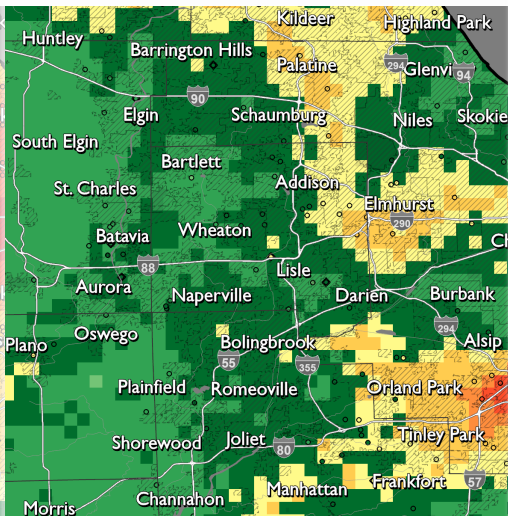 Kildeer
Highland Park
Huntley
Barrington Hills
Palatine
294
Glenvi
94
90
Elgin
Schaumburg
Niles
Skokie
South Elgin
Bartlett
Addison
St. Charles
Elmhurst
290
Wheaton
Batavia
Ch
88
Lisle
Aurora
Naperville
Darien
Burbank
294
Oswego
Plano
Bolingbrook
Alsip
55
355
Plainfield
Romeoville
Orland Park
Shorewood
Joliet
80
Tinley Park
Frankfort
57
Manhattan
Channahon
Morris